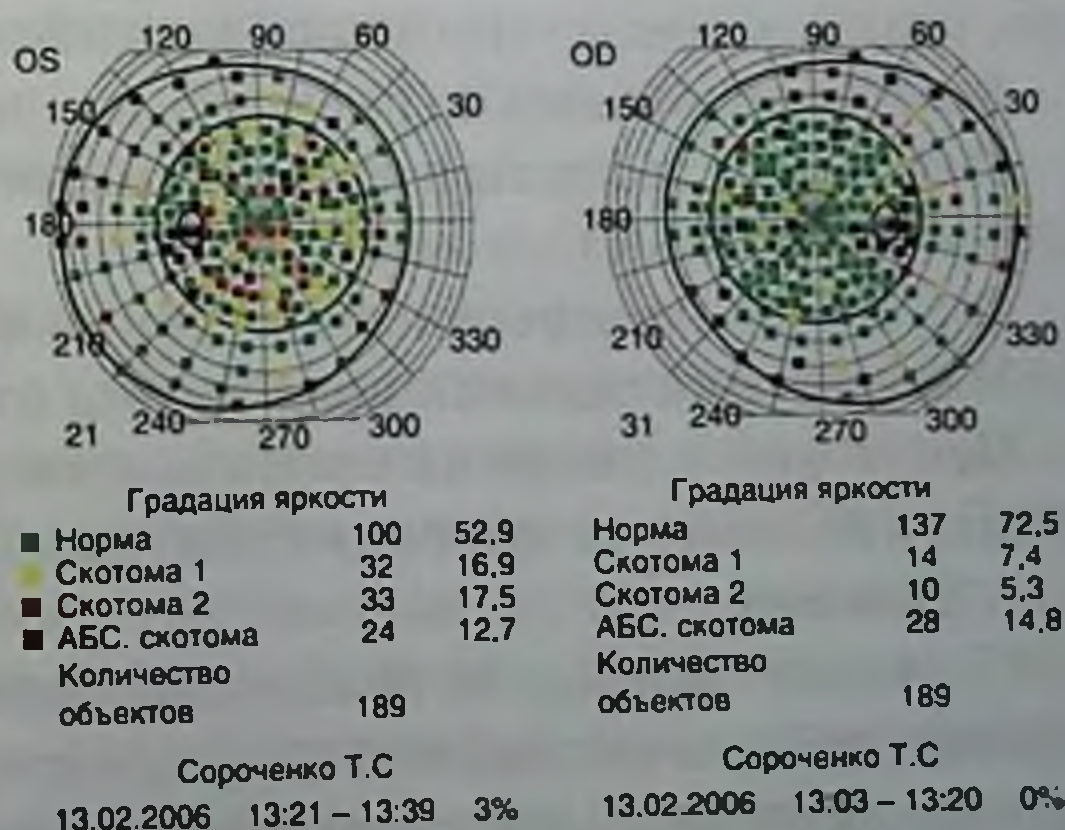 OS
120 90 60
150 30
180
210 330
21 240 270 300
Градация яркости
Норма 100 52,9
Скотома 1 32 16,9
Скотома 2 33 17,5
АБС. скотома 24 12,7
Количество
объектов 189
Сороченко Т.С
13.02.2006 13:21 – 13:39 3%
OD
120 90 60
150 30
180
210 330
31 240 270 300
Градация яркости
Норма 137 72,5
Скотома 1 14 7,4
Скотома 2 10 5,3
АБС. скотома 28 14,8
Количество
объектов 189
Сороченко Т.С
13.02.2006 13:03 – 13:20 0%